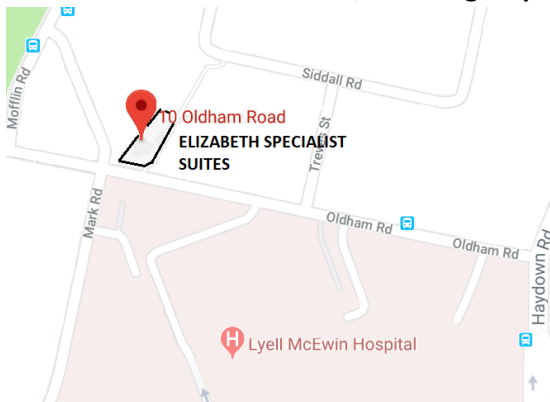 Siddall Rd
Mofflin Rd
10 Oldham Road
ELIZABETH SPECIALIST
SUITES
Trewes St
Mark Rd
Oldham Rd
Oldham Rd
Haydown Rd
H
Lyell McEwin Hospital